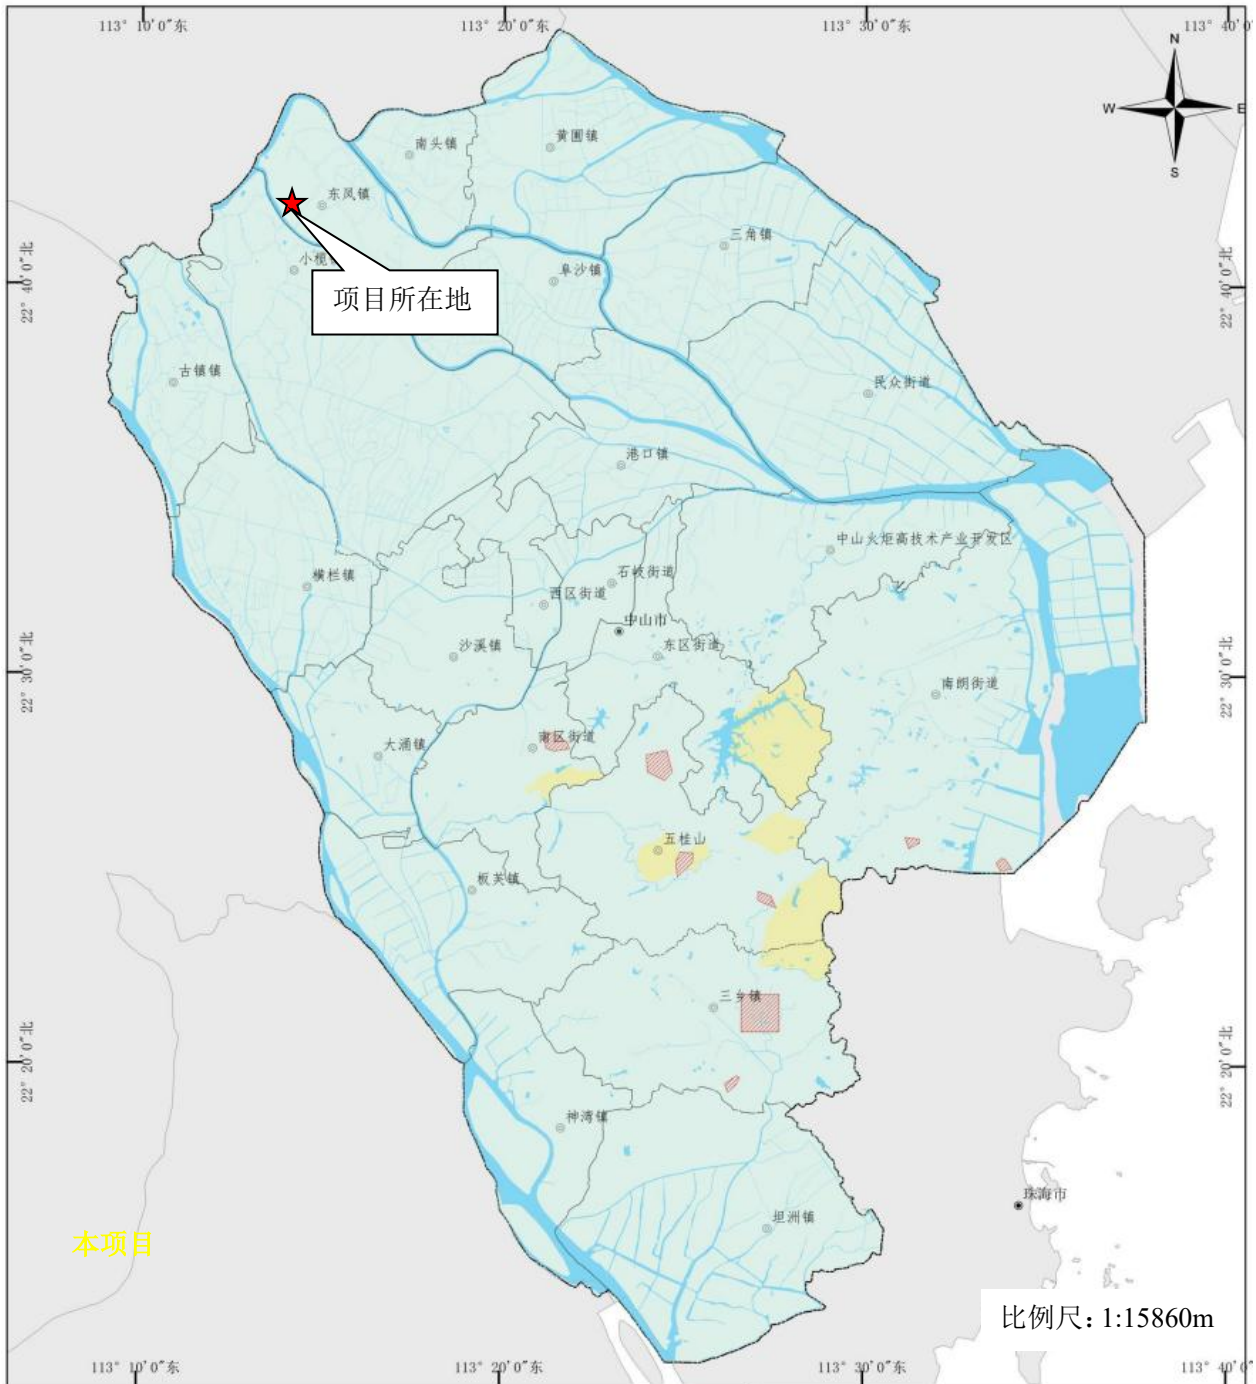 113° 10′0″东
113° 20′0″东
113° 30′0″东
113° 40′0″东
N
W
E
S
黄圃镇
南头镇
东凤镇
三角镇
小榄
阜沙镇
22° 40′0″北
22° 40′0″北
项目所在地
古镇镇
民众街道
港口镇
中山火炬高技术产业开发区
横栏镇
石岐街道
西区街道
中山市
沙溪镇
东区街道
22° 30′0″北
22° 30′0″北
南朗街道
大涌镇
南区街道
五桂山
板芙镇
三乡镇
22° 20′0″北
22° 20′0″北
神湾镇
珠海市
坦洲镇
本项目
比例尺：1:15860m
113° 10′0″东
113° 20′0″东
113° 30′0″东
113° 40′0″东